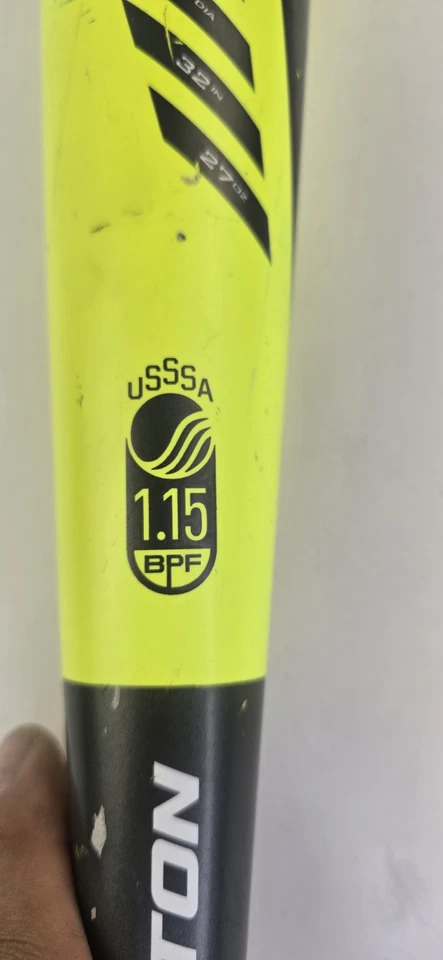 DIA
32 IN
27 OZ
USSSA
1.15
BPF
TON